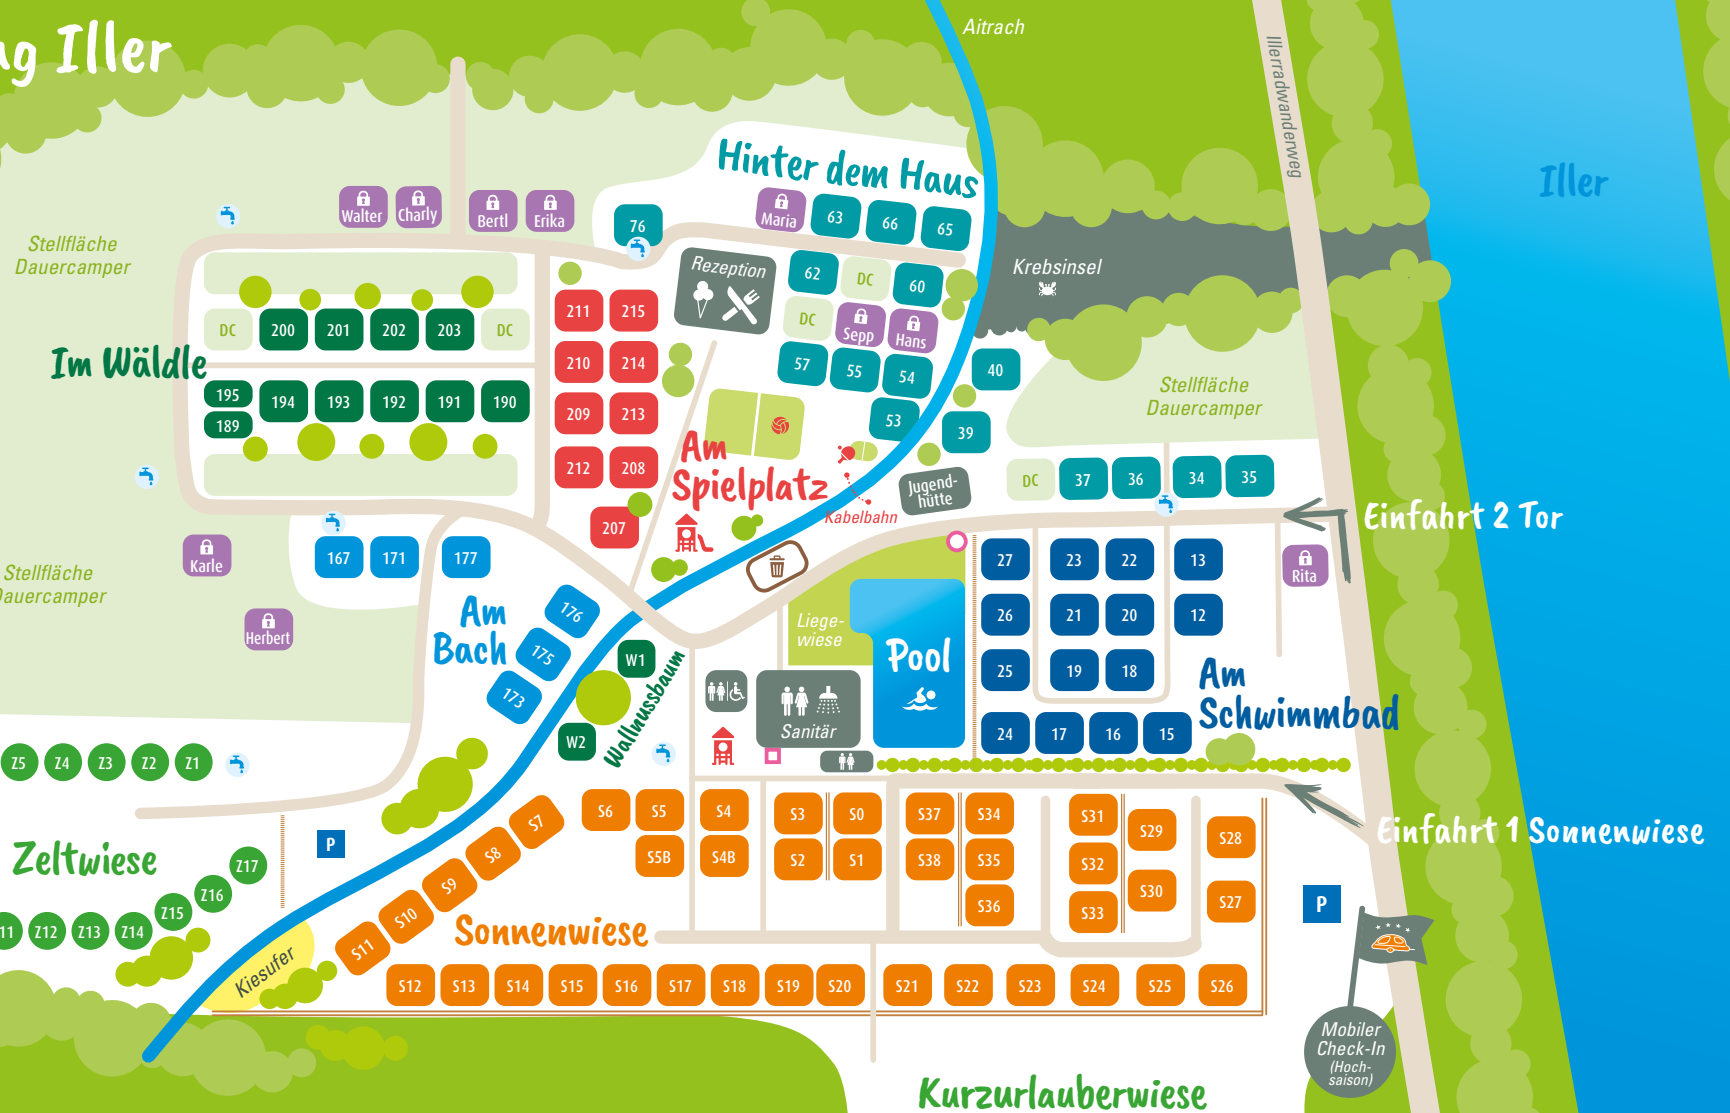 ng Iller
Aitrach
Illerradwanderweg
Iller
Hinter dem Haus
Stellfläche
Dauercamper
Walter
Charly
Bertl
Erika
76
Maria
63
66
65
Rezeption
62
DC
60
DC
Sepp
Hans
57
55
54
53
Krebsinsel
40
39
Stellfläche
Dauercamper
DC
37
36
34
35
Im Wäldle
DC
200
201
202
203
DC
195
189
194
193
192
191
190
211
215
210
214
209
213
212
208
207
Am
Spielplatz
Kabelbahn
Jugend-
hütte
Einfahrt 2 Tor
Karle
Stellfläche
Dauercamper
Herbert
167
171
177
Am
Bach
176
175
173
W1
W2
Wallnussbaum
Liege-
wiese
Pool
Sanitär
27
23
22
13
26
21
20
12
25
19
18
24
17
16
15
Rita
Am
Schwimmbad
Z5
Z4
Z3
Z2
Z1
Zeltwiese
P
Z17
Z16
Z15
Z14
Z13
Z12
11
Kiesufer
S6
S5
S4
S3
S0
S37
S34
S31
S29
S28
S5B
S4B
S2
S1
S38
S35
S32
S30
S36
S33
S27
S7
S8
S9
S10
S11
Sonnenwiese
S12
S13
S14
S15
S16
S17
S18
S19
S20
S21
S22
S23
S24
S25
S26
Einfahrt 1 Sonnenwiese
P
Mobiler
Check-In
(Hoch-
saison)
Kurzurlauberwiese